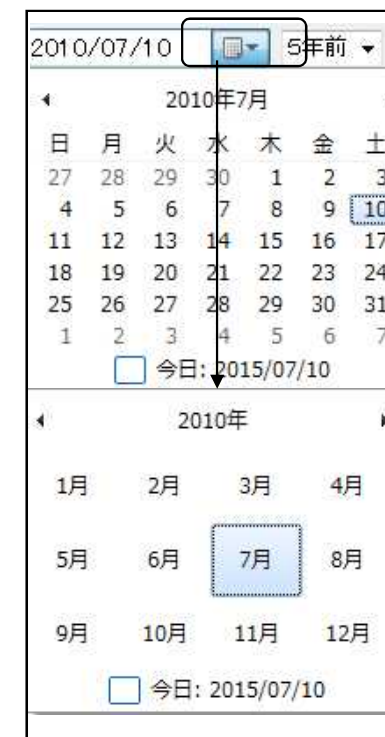 2010/07/10 5年前
2010年7月
日 月 火 水 木 金 土
27 28 29 30 1 2 3
4 5 6 7 8 9 10
11 12 13 14 15 16 17
18 19 20 21 22 23 24
25 26 27 28 29 30 31
1 2 3 4 5 6 7
今日: 2015/07/10
2010年
1月 2月 3月 4月
5月 6月 7月 8月
9月 10月 11月 12月
今日: 2015/07/10